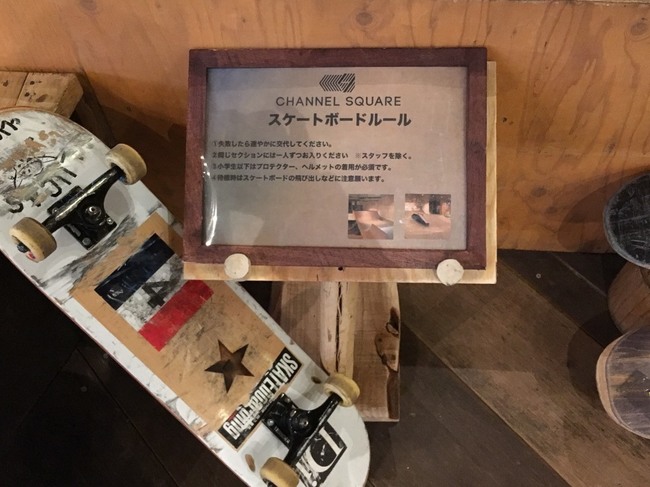 CHANNEL SQUARE
スケートボードルール
1 失敗したら速やかに交代してください。
2 同じセクションには一人ずつお入りください ※スタッフを除く。
3 小学生以下はプロテクター、ヘルメットの着用が必須です。
4 待機時はスケートボードの飛び出しなどに注意願います。
4
SKATEBOARDING